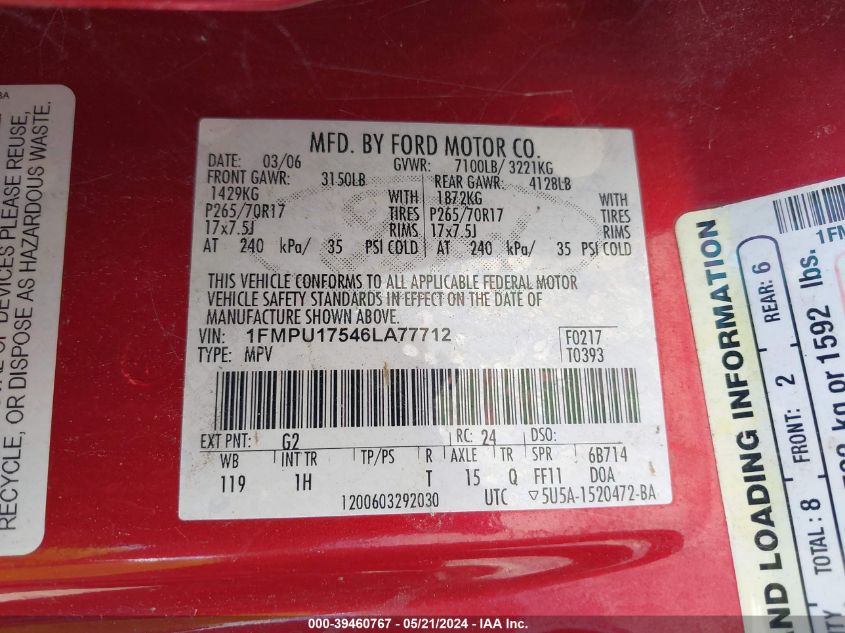 OF DEVICES PLEASE REUSE,
RECYCLE, OR DISPOSE AS HAZARDOUS WASTE.
MFD. BY FORD MOTOR CO.
DATE: 03/06 GVWR: 7100LB/ 3221KG
FRONT GAWR: 3150LB REAR GAWR: 4128LB
1429KG WITH 1872KG WITH
P265/70R17 TIRES P265/70R17 TIRES
17x7.5J RIMS 17x7.5J RIMS
AT 240 kPa/ 35 PSI COLD AT 240 kPa/ 35 PSI COLD
THIS VEHICLE CONFORMS TO ALL APPLICABLE FEDERAL MOTOR
VEHICLE SAFETY STANDARDS IN EFFECT ON THE DATE OF
MANUFACTURE SHOWN ABOVE.
VIN: 1FMPU17546LA77712 F0217
TYPE: MPV T0393
EXT PNT: G2 RC: 24 DSO:
WB INT TR TP/PS R AXLE TR SPR 6B714
119 1H T 15 Q FF11 DOA
1200603292030 UTC ▽5U5A-1520472-BA
LOADING INFORMATION
TOTAL: 8 FRONT: 2 REAR: 6
kg or 1592 lbs.
1FM
000-39460767 - 05/21/2024 - IAA Inc.